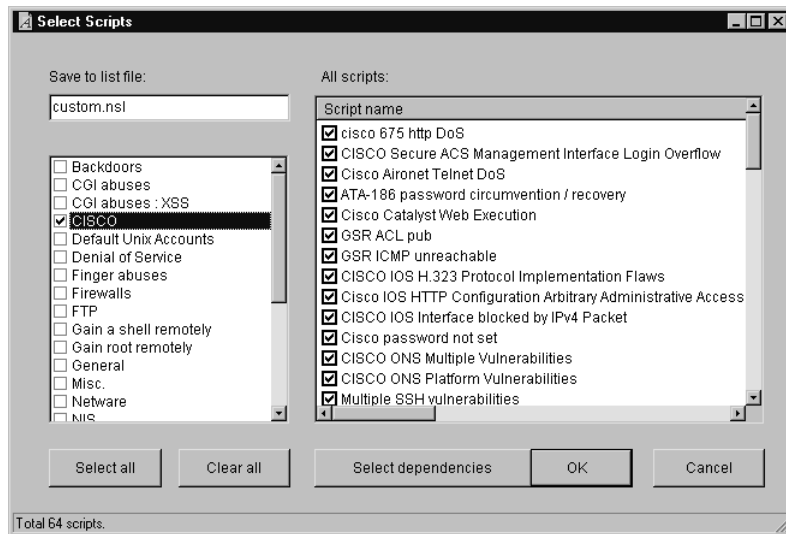 Select Scripts
Save to list file:
custom.nsl
Backdoors
CGI abuses
CGI abuses : XSS
CISCO
Default Unix Accounts
Denial of Service
Finger abuses
Firewalls
FTP
Gain a shell remotely
Gain root remotely
General
Misc.
Netware
NIS
All scripts:
Script name
cisco 675 http DoS
CISCO Secure ACS Management Interface Login Overflow
Cisco Aironet Telnet DoS
ATA-186 password circumvention / recovery
Cisco Catalyst Web Execution
GSR ACL pub
GSR ICMP unreachable
CISCO IOS H.323 Protocol Implementation Flaws
Cisco IOS HTTP Configuration Arbitrary Administrative Access
CISCO IOS Interface blocked by IPv4 Packet
Cisco password not set
CISCO ONS Multiple Vulnerabilities
CISCO ONS Platform Vulnerabilities
Multiple SSH vulnerabilities
Select all
Clear all
Select dependencies
OK
Cancel
Total 64 scripts.